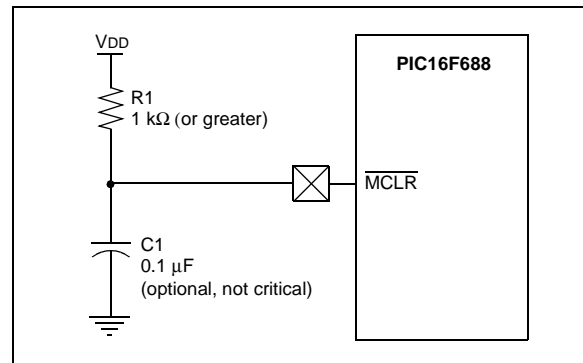 VDD
PIC16F688
R1
1 kΩ (or greater)
MCLR
C1
0.1 μF
(optional, not critical)